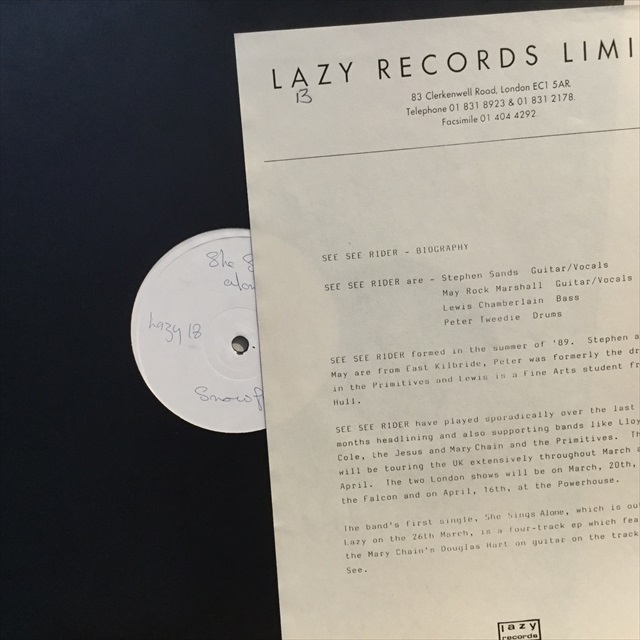 LAZY RECORDS LIMI
13
83 Clerkenwell Road, London EC1 5AR.
Telephone 01 831 8923 & 01 831 2178.
Facsimile 01 404 4292.
SEE SEE RIDER - BIOGRAPHY
SEE SEE RIDER are - Stephen Sands Guitar/Vocals
May Rock Marshall Guitar/Vocals
Lewis Chamberlain Bass
Peter Tweedie Drums
SEE SEE RIDER formed in the summer of '89. Stephen a
May are from East Kilbride, Peter was formerly the dr
in the Primitives and Lewis is a Fine Arts student fr
Hull.
SEE SEE RIDER have played sporadically over the last
months headlining and also supporting bands like Lloy
Cole, the Jesus and Mary Chain and the Primitives. Th
will be touring the UK extensively throughout March a
April. The two London shows will be on March, 20th,
the Falcon and on April, 16th, at the Powerhouse.
The band's first single, She Sings Alone, which is ou
Lazy on the 26th March, is a four-track ep which fea
the Mary Chain's Douglas Hart on guitar on the track
See.
lazy
records
She S
alon
Lazy 18
Snowf